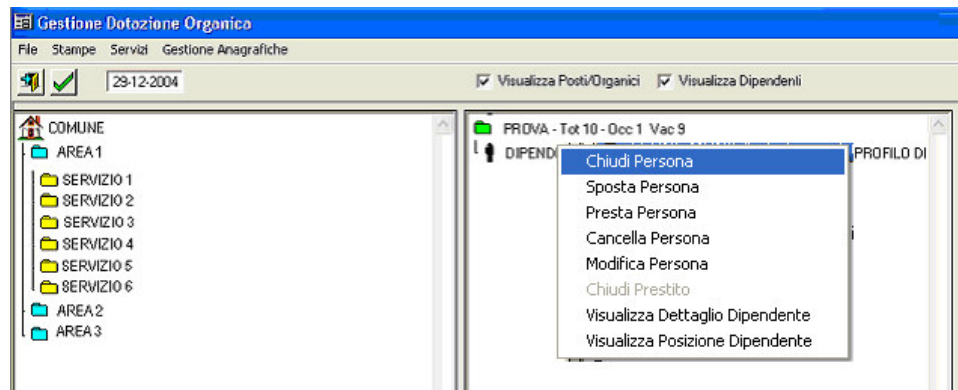 Gestione Dotazione Organica
File Stampe Servizi Gestione Anagrafiche
29-12-2004 Visualizza Posti/Organici Visualizza Dipendenti
COMUNE
AREA 1
SERVIZIO 1
SERVIZIO 2
SERVIZIO 3
SERVIZIO 4
SERVIZIO 5
SERVIZIO 6
AREA 2
AREA 3
PROVA - Tot 10 - Occ 1 Vac 9
DIPEND PROFILO DI
Chiudi Persona
Sposta Persona
Presta Persona
Cancella Persona
Modifica Persona
Chiudi Prestito
Visualizza Dettaglio Dipendente
Visualizza Posizione Dipendente